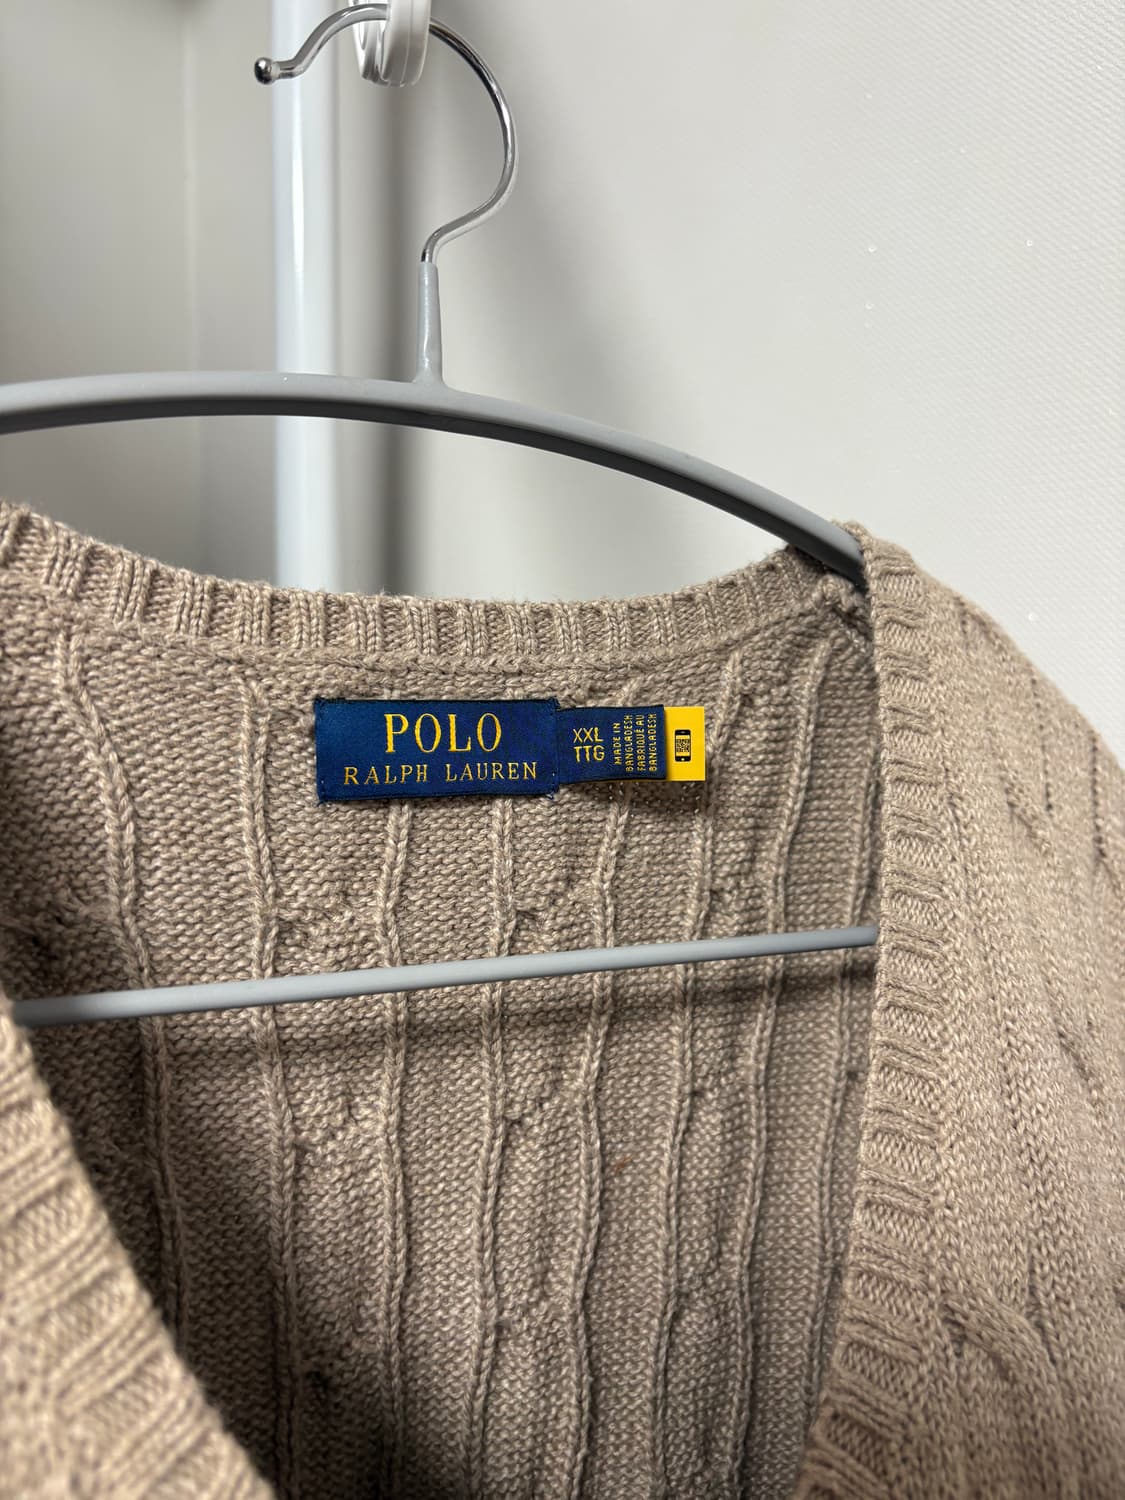 POLO
RALPH LAUREN
XXL
TTG
MADE IN
BANGLADESH
FABRIQUÉ AU
BANGLADESH